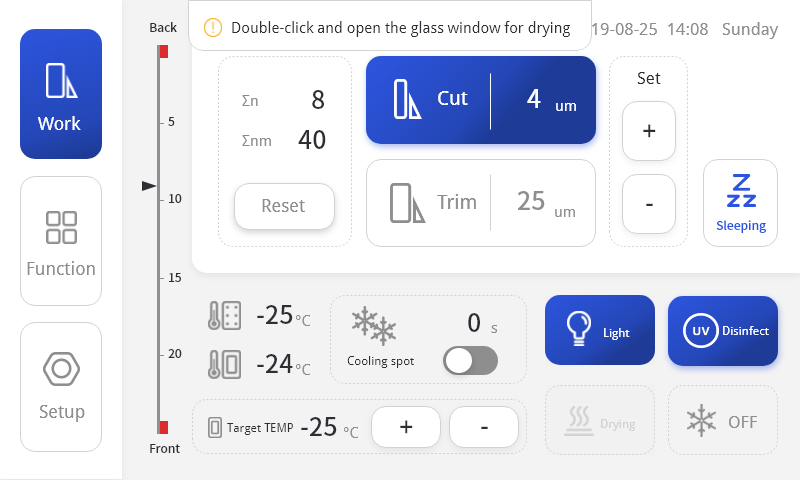 Double-click and open the glass window for drying
19-08-25 14:08 Sunday
Work
Function
Setup
Back
5
10
15
20
Front
Σn 8
Σnm 40
Reset
Cut 4 um
Trim 25 um
Set
+
-
Z
ZZ
Sleeping
-25 °C
-24 °C
Cooling spot
0 s
Target TEMP -25 °C
+
-
Light
UV Disinfect
Drying
OFF